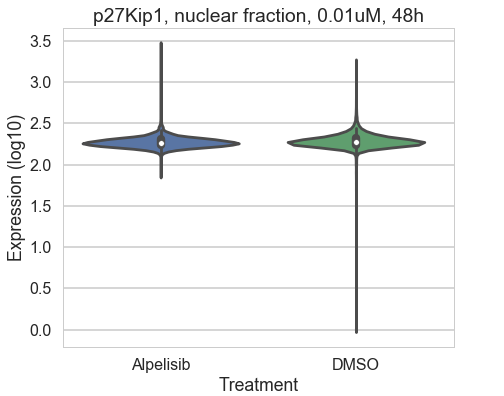 p27Kip1, nuclear fraction, 0.01uM, 48h
Expression (log10)
3.5
3.0
2.5
2.0
1.5
1.0
0.5
0.0
Alpelisib DMSO
Treatment